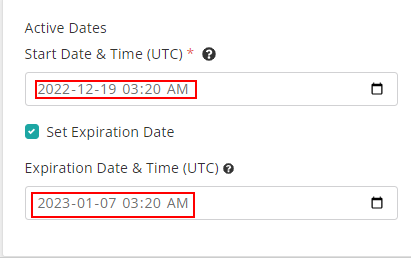 Active Dates
Start Date & Time (UTC) *
2022-12-19 03:20 AM
Set Expiration Date
Expiration Date & Time (UTC)
2023-01-07 03:20 AM